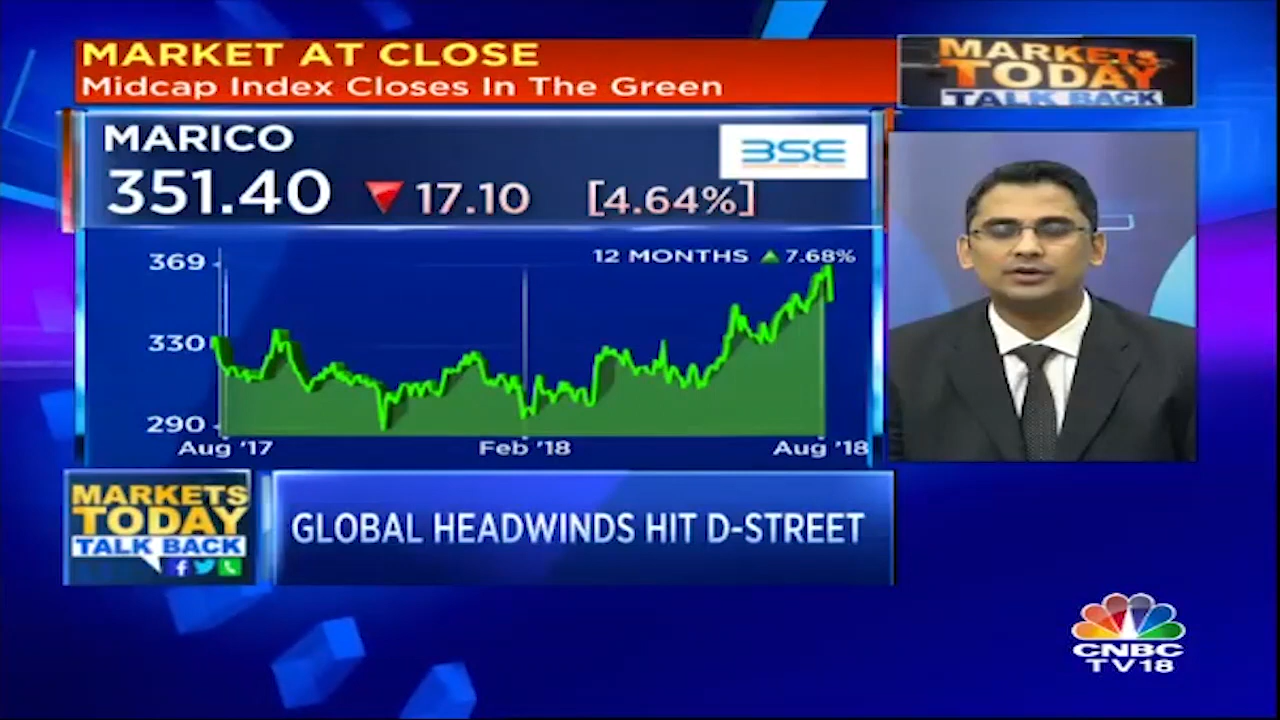 MARKET AT CLOSE
Midcap Index Closes In The Green
MARKETS
TODAY
TALK BACK
MARICO
BSE
351.40 ▼ 17.10 [4.64%]
12 MONTHS ▲ 7.68%
369
330
290
Aug '17 Feb '18 Aug '18
MARKETS
TODAY
TALK BACK
GLOBAL HEADWINDS HIT D-STREET
CNBC
TV18